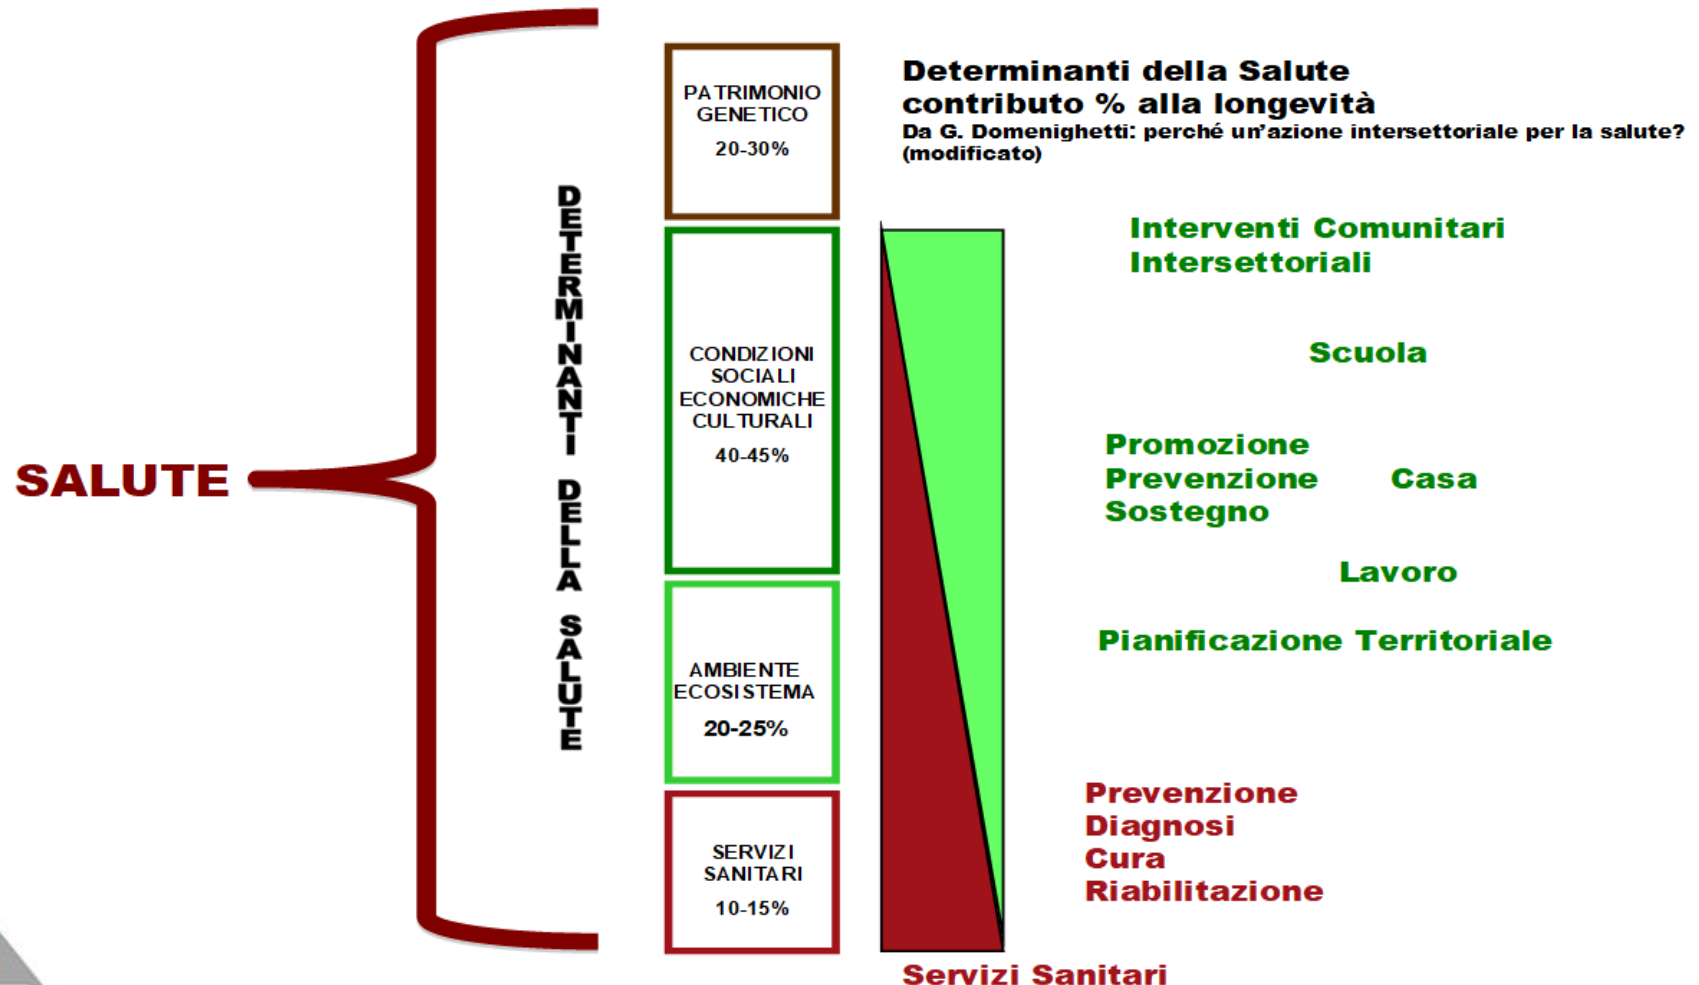 SALUTE
DETERMINANTI DELLA SALUTE
PATRIMONIO
GENETICO
20-30%
CONDIZIONI
SOCIALI
ECONOMICHE
CULTURALI
40-45%
AMBIENTE
ECOSISTEMA
20-25%
SERVIZI
SANITARI
10-15%
Determinanti della Salute
contributo % alla longevità
Da G. Domenighetti: perché un'azione intersettoriale per la salute?
(modificato)
Interventi Comunitari
Intersettoriali
Scuola
Promozione
Prevenzione Casa
Sostegno
Lavoro
Pianificazione Territoriale
Prevenzione
Diagnosi
Cura
Riabilitazione
Servizi Sanitari